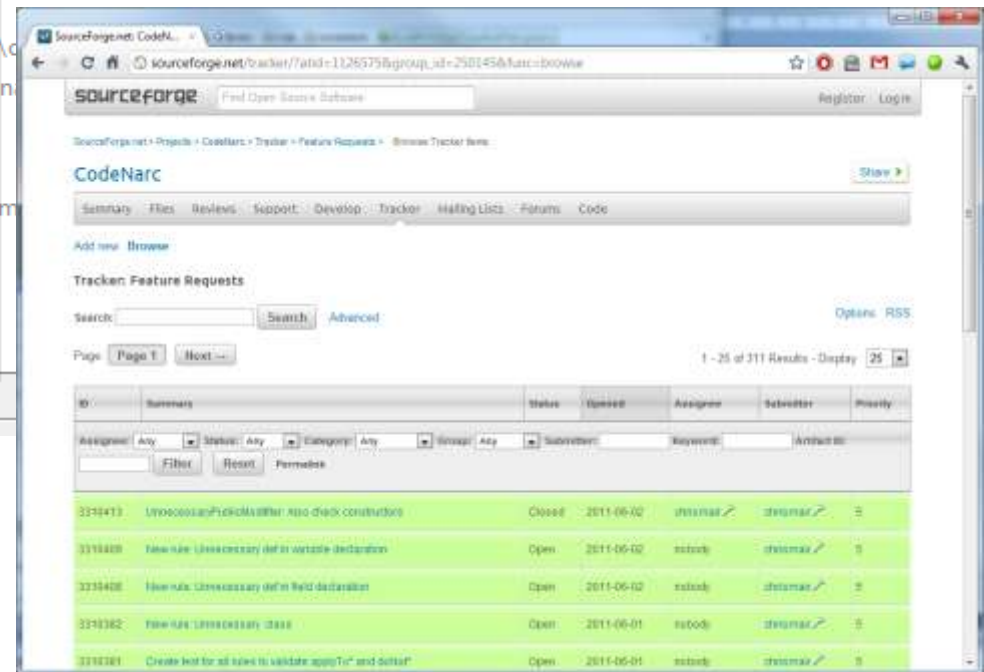 SourceForge.net: CodeN...
sourceforge.net/tracker/?atid=1126575&group_id=250145&func=browse
sourceforge
Find Open Source Software
Register Login
SourceForge.net > Projects > CodeNarc > Tracker > Feature Requests > Browse Tracker Items
CodeNarc
Share
Summary Files Reviews Support Develop Tracker Mailing Lists Forums Code
Add new Browse
Tracker: Feature Requests
Search: Search Advanced
Options RSS
Page Page 1 Next → 1 - 25 of 311 Results - Display 25
ID Summary Status Opened Assignee Submitter Priority
Assignee: Any Status: Any Category: Any Group: Any Submitter: Keyword: Artifact ID:
Filter Reset Permalink
3310413 UnnecessaryPublicModifier: Also check constructors Closed 2011-06-02 chrismair chrismair 5
3310409 New rule: Unnecessary def in variable declaration Open 2011-06-02 nobody chrismair 5
3310408 New rule: Unnecessary def in field declaration Open 2011-06-02 nobody chrismair 5
3310382 New rule: Unnecessary .class Open 2011-06-01 nobody chrismair 5
3310381 Create test for all rules to validate applyTo* and doNot* Open 2011-06-01 nobody chrismair 5